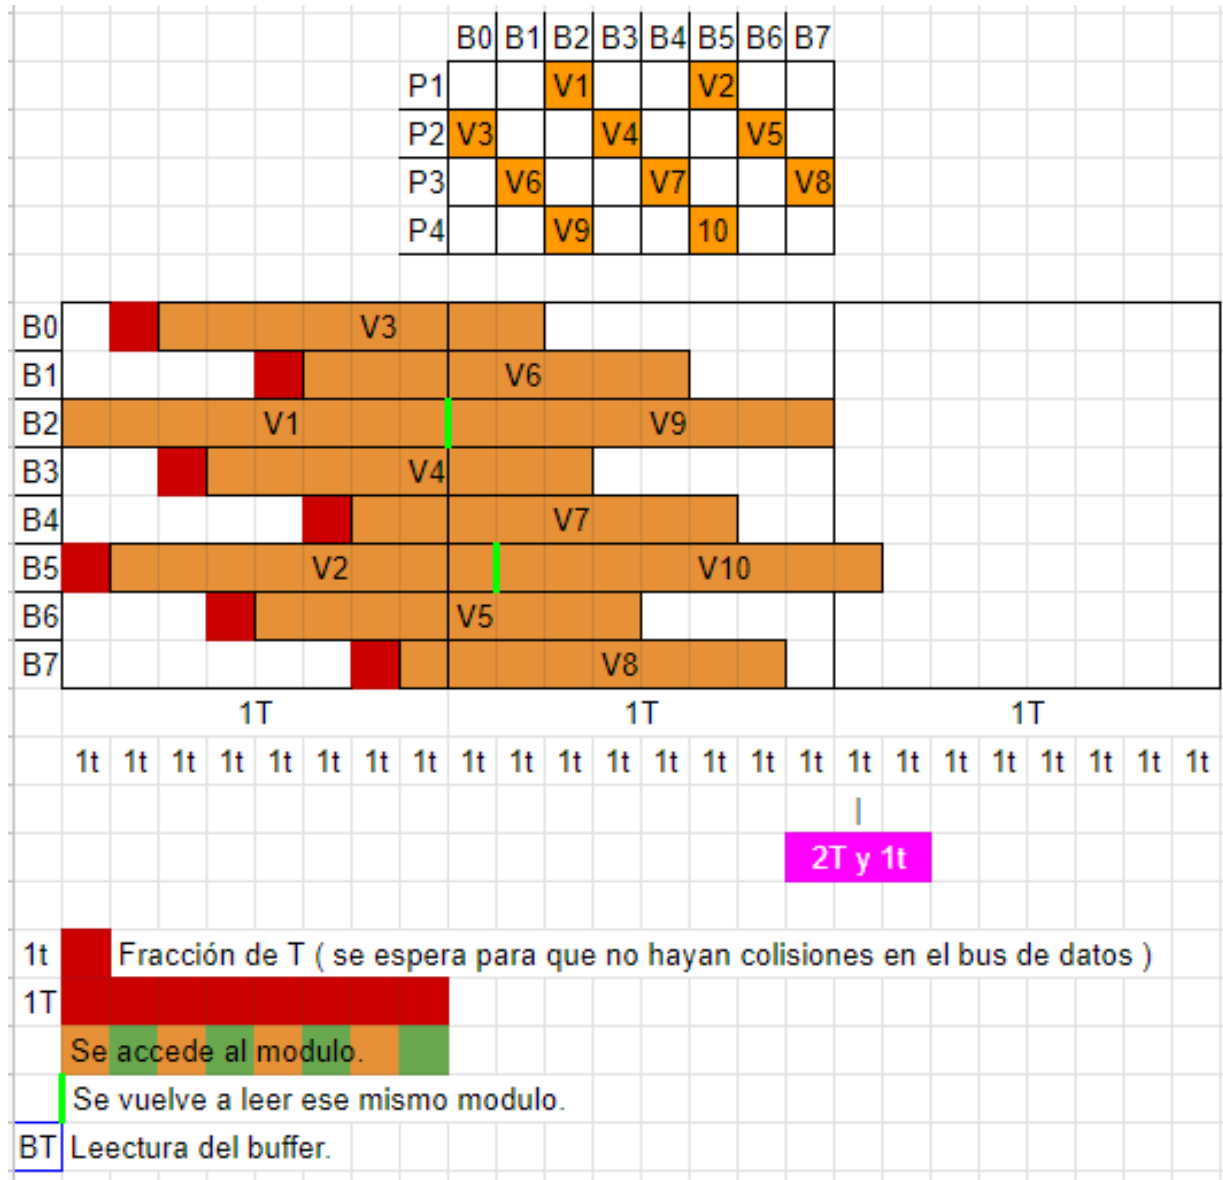 B0 B1 B2 B3 B4 B5 B6 B7
P1 V1 V2
P2 V3 V4 V5
P3 V6 V7 V8
P4 V9 10
B0 V3
B1 V6
B2 V1 V9
B3 V4
B4 V7
B5 V2 V10
B6 V5
B7 V8
1T 1T 1T
1t 1t 1t 1t 1t 1t 1t 1t 1t 1t 1t 1t 1t 1t 1t 1t 1t 1t 1t 1t 1t 1t 1t 1t
|
2T y 1t
1t Fracción de T ( se espera para que no hayan colisiones en el bus de datos )
1T
Se accede al modulo.
Se vuelve a leer ese mismo modulo.
BT Leectura del buffer.